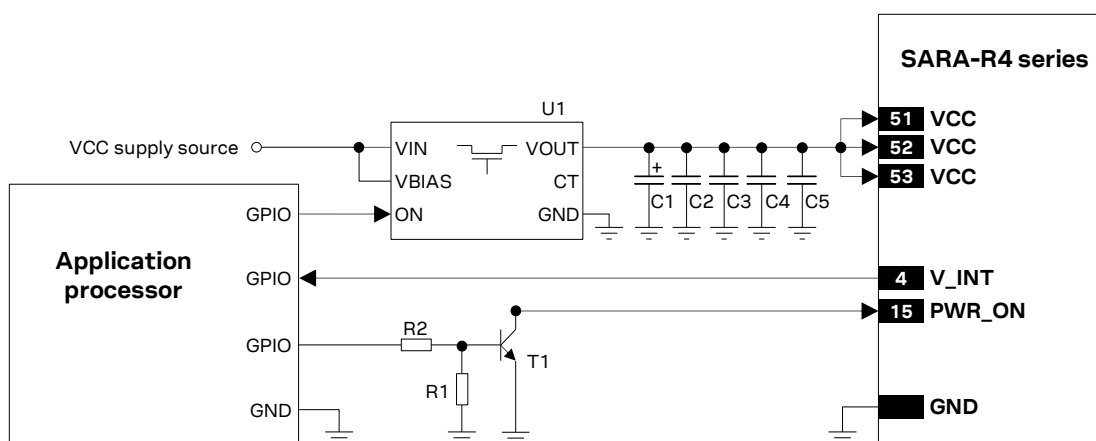 SARA-R4 series
U1
51 VCC
VCC supply source
VIN
VOUT
52 VCC
VBIAS
CT
53 VCC
+
C1
C2
C3
C4
C5
GPIO
ON
GND
Application
processor
GPIO
4 V_INT
15 PWR_ON
R2
GPIO
T1
R1
GND
GND